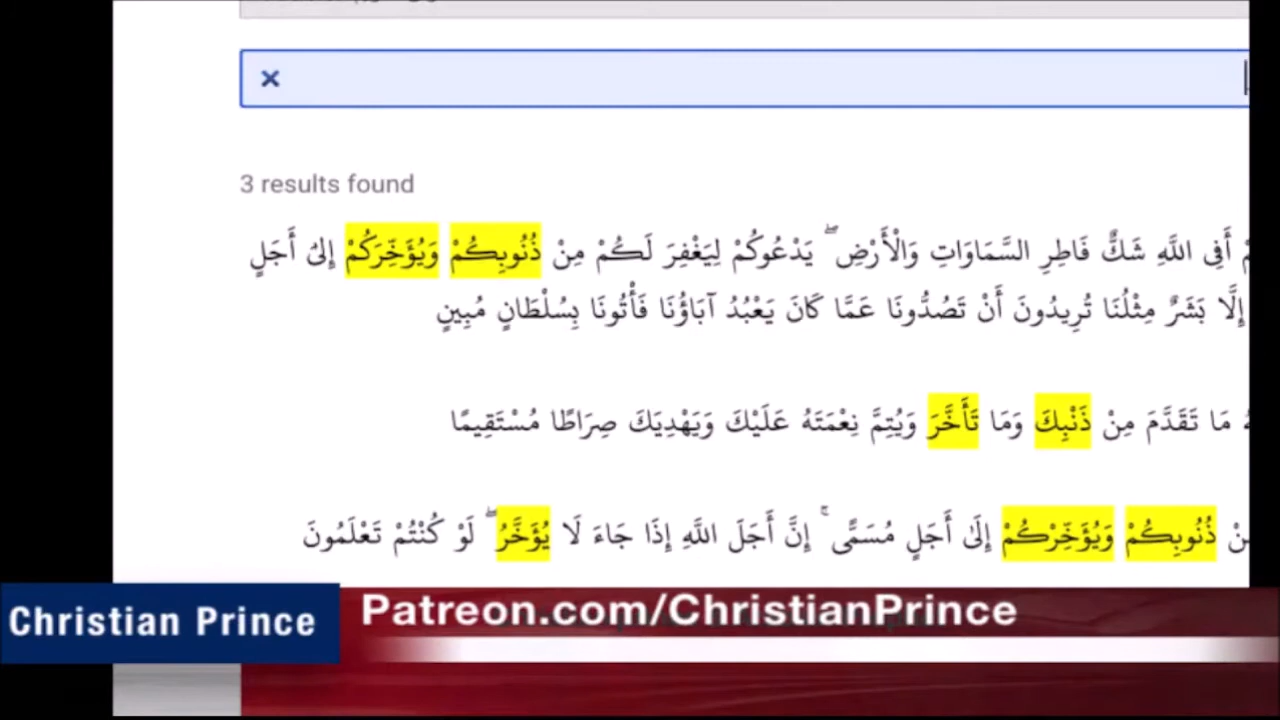 3 results found
أَفِي اللَّهِ شَكٌّ فَاطِرِ السَّمَاوَاتِ وَالْأَرْضِ ۖ يَدْعُوكُمْ لِيَغْفِرَ لَكُمْ مِنْ ذُنُوبِكُمْ وَيُؤَخِّرَكُمْ إِلَىٰ أَجَلٍ
إِلَّا بَشَرٌ مِثْلُنَا تُرِيدُونَ أَنْ تَصُدُّونَا عَمَّا كَانَ يَعْبُدُ آبَاؤُنَا فَأْتُونَا بِسُلْطَانٍ مُبِينٍ
مَا تَقَدَّمَ مِنْ ذَنْبِكَ وَمَا تَأَخَّرَ وَيُتِمَّ نِعْمَتَهُ عَلَيْكَ وَيَهْدِيَكَ صِرَاطًا مُسْتَقِيمًا
ذُنُوبِكُمْ وَيُؤَخِّرْكُمْ إِلَىٰ أَجَلٍ مُسَمًّى ۚ إِنَّ أَجَلَ اللَّهِ إِذَا جَاءَ لَا يُؤَخَّرُ ۖ لَوْ كُنْتُمْ تَعْلَمُونَ
Patreon.com/ChristianPrince
Christian Prince